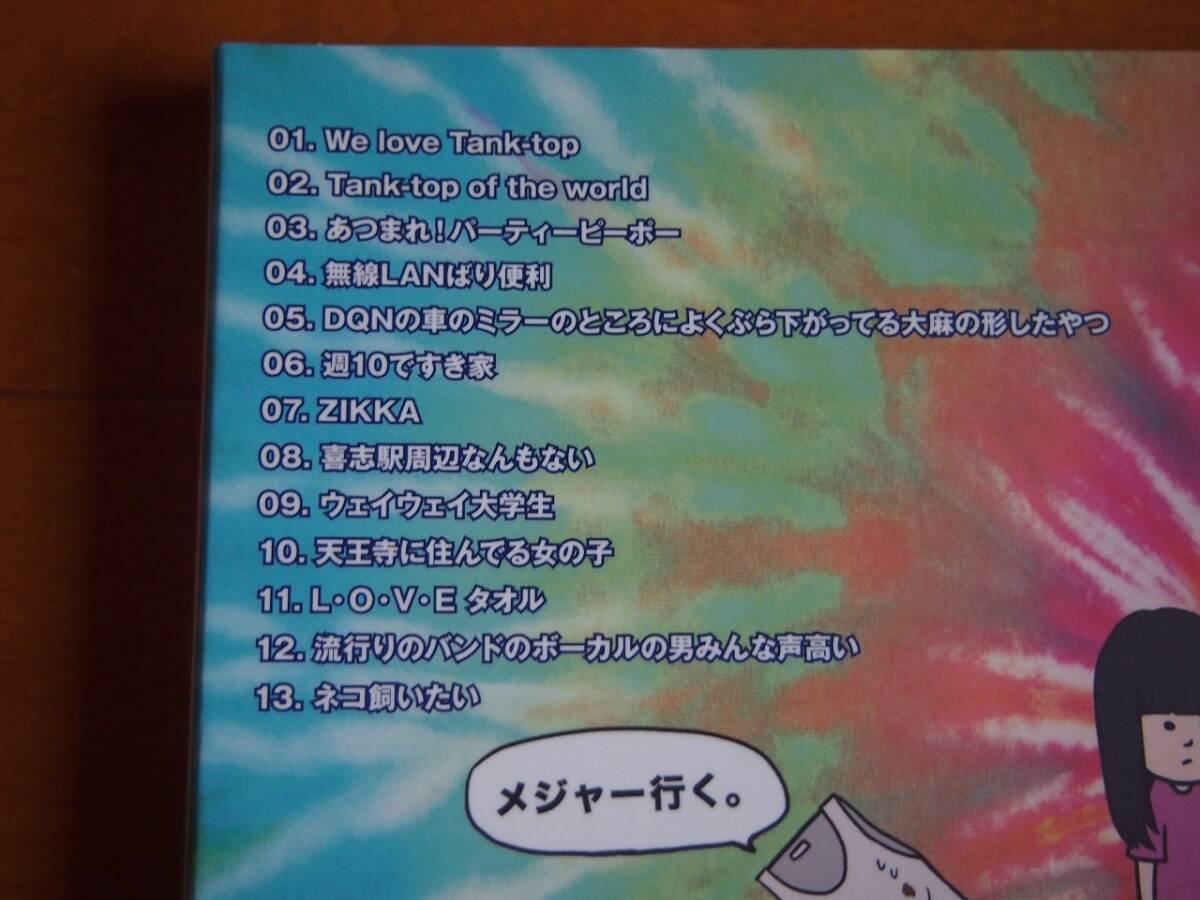 01. We love Tank-top
02. Tank-top of the world
03. あつまれ!パーティーピーポー
04. 無線LANばり便利
05. DQNの車のミラーのところによくぶら下がってる大麻の形したやつ
06. 週10ですき家
07. ZIKKA
08. 喜志駅周辺なんもない
09. ウェイウェイ大学生
10. 天王寺に住んでる女の子
11. L・O・V・E タオル
12. 流行りのバンドのボーカルの男みんな声高い
13. ネコ飼いたい
メジャー行く。